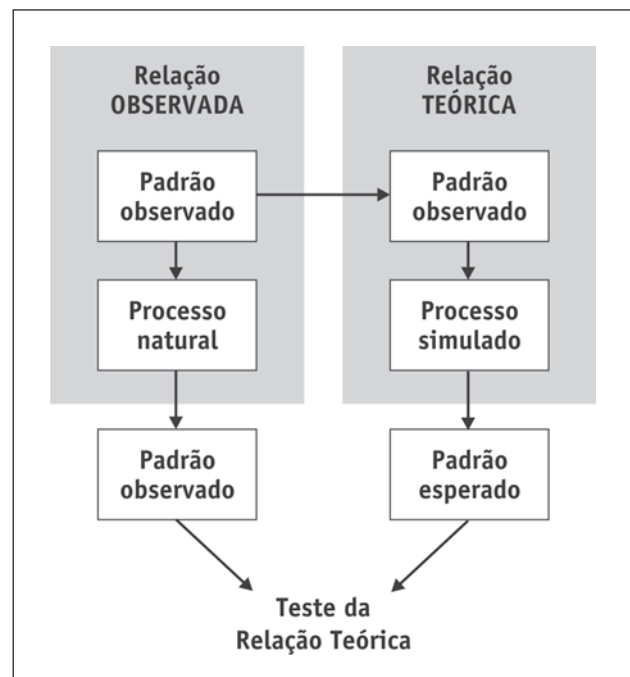 Relação
OBSERVADA
Relação
TEÓRICA
Padrão
observado
Padrão
observado
Processo
natural
Processo
simulado
Padrão
observado
Padrão
esperado
Teste da
Relação Teórica